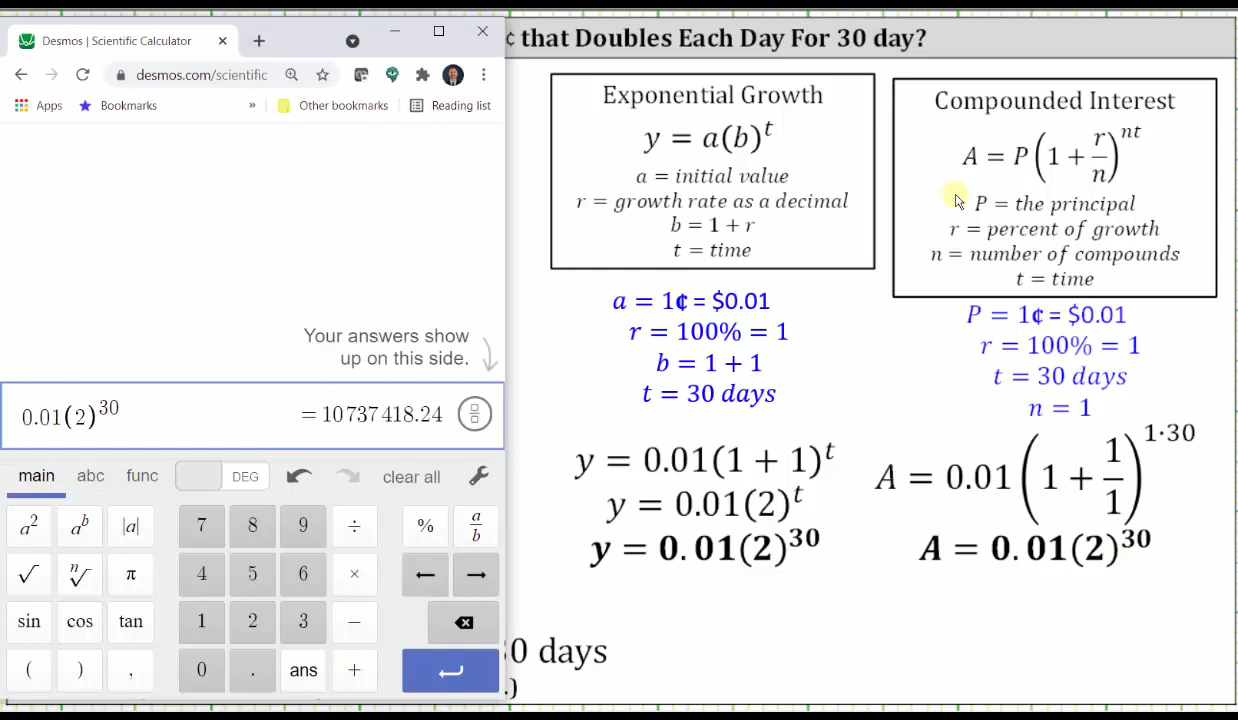 ¢ that Doubles Each Day For 30 day?
Desmos | Scientific Calculator
desmos.com/scientific
Apps Bookmarks » Other bookmarks Reading list
Your answers show
up on this side.
0.01(2)^30 = 10737418.24
main abc func DEG clear all
a^2 a^b |a| 7 8 9 ÷ % a/b
√ ⁿ√ π 4 5 6 × ← →
sin cos tan 1 2 3 −
( ) , 0 . ans +
Exponential Growth
y = a(b)^t
a = initial value
r = growth rate as a decimal
b = 1 + r
t = time
a = 1¢ = $0.01
r = 100% = 1
b = 1 + 1
t = 30 days
y = 0.01(1 + 1)^t
y = 0.01(2)^t
y = 0.01(2)^30
Compounded Interest
A = P(1 + r/n)^nt
P = the principal
r = percent of growth
n = number of compounds
t = time
P = 1¢ = $0.01
r = 100% = 1
t = 30 days
n = 1
A = 0.01(1 + 1/1)^1·30
A = 0.01(2)^30
30 days
.)